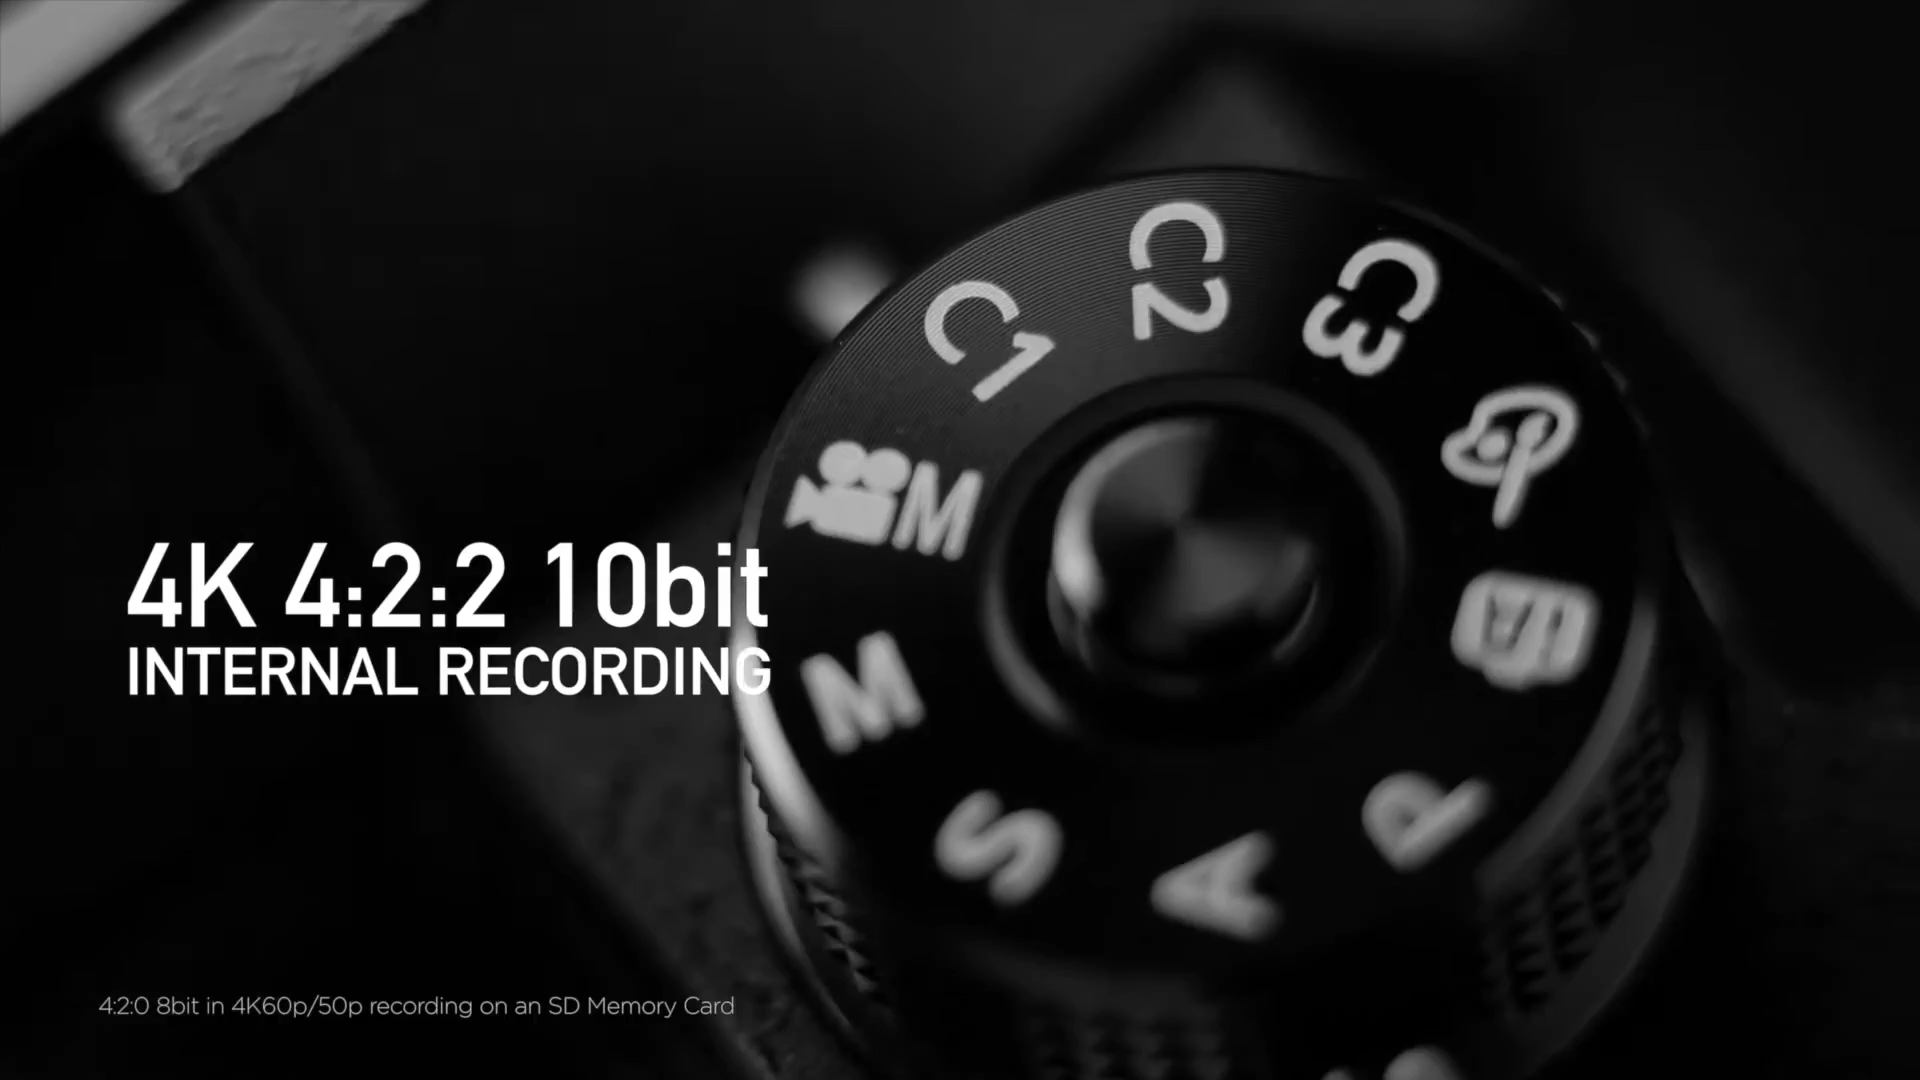 4K 4:2:2 10bit
INTERNAL RECORDING
C1
C2
C3
M
iA
M
S
A
P
4:2:0 8bit in 4K60p/50p recording on an SD Memory Card